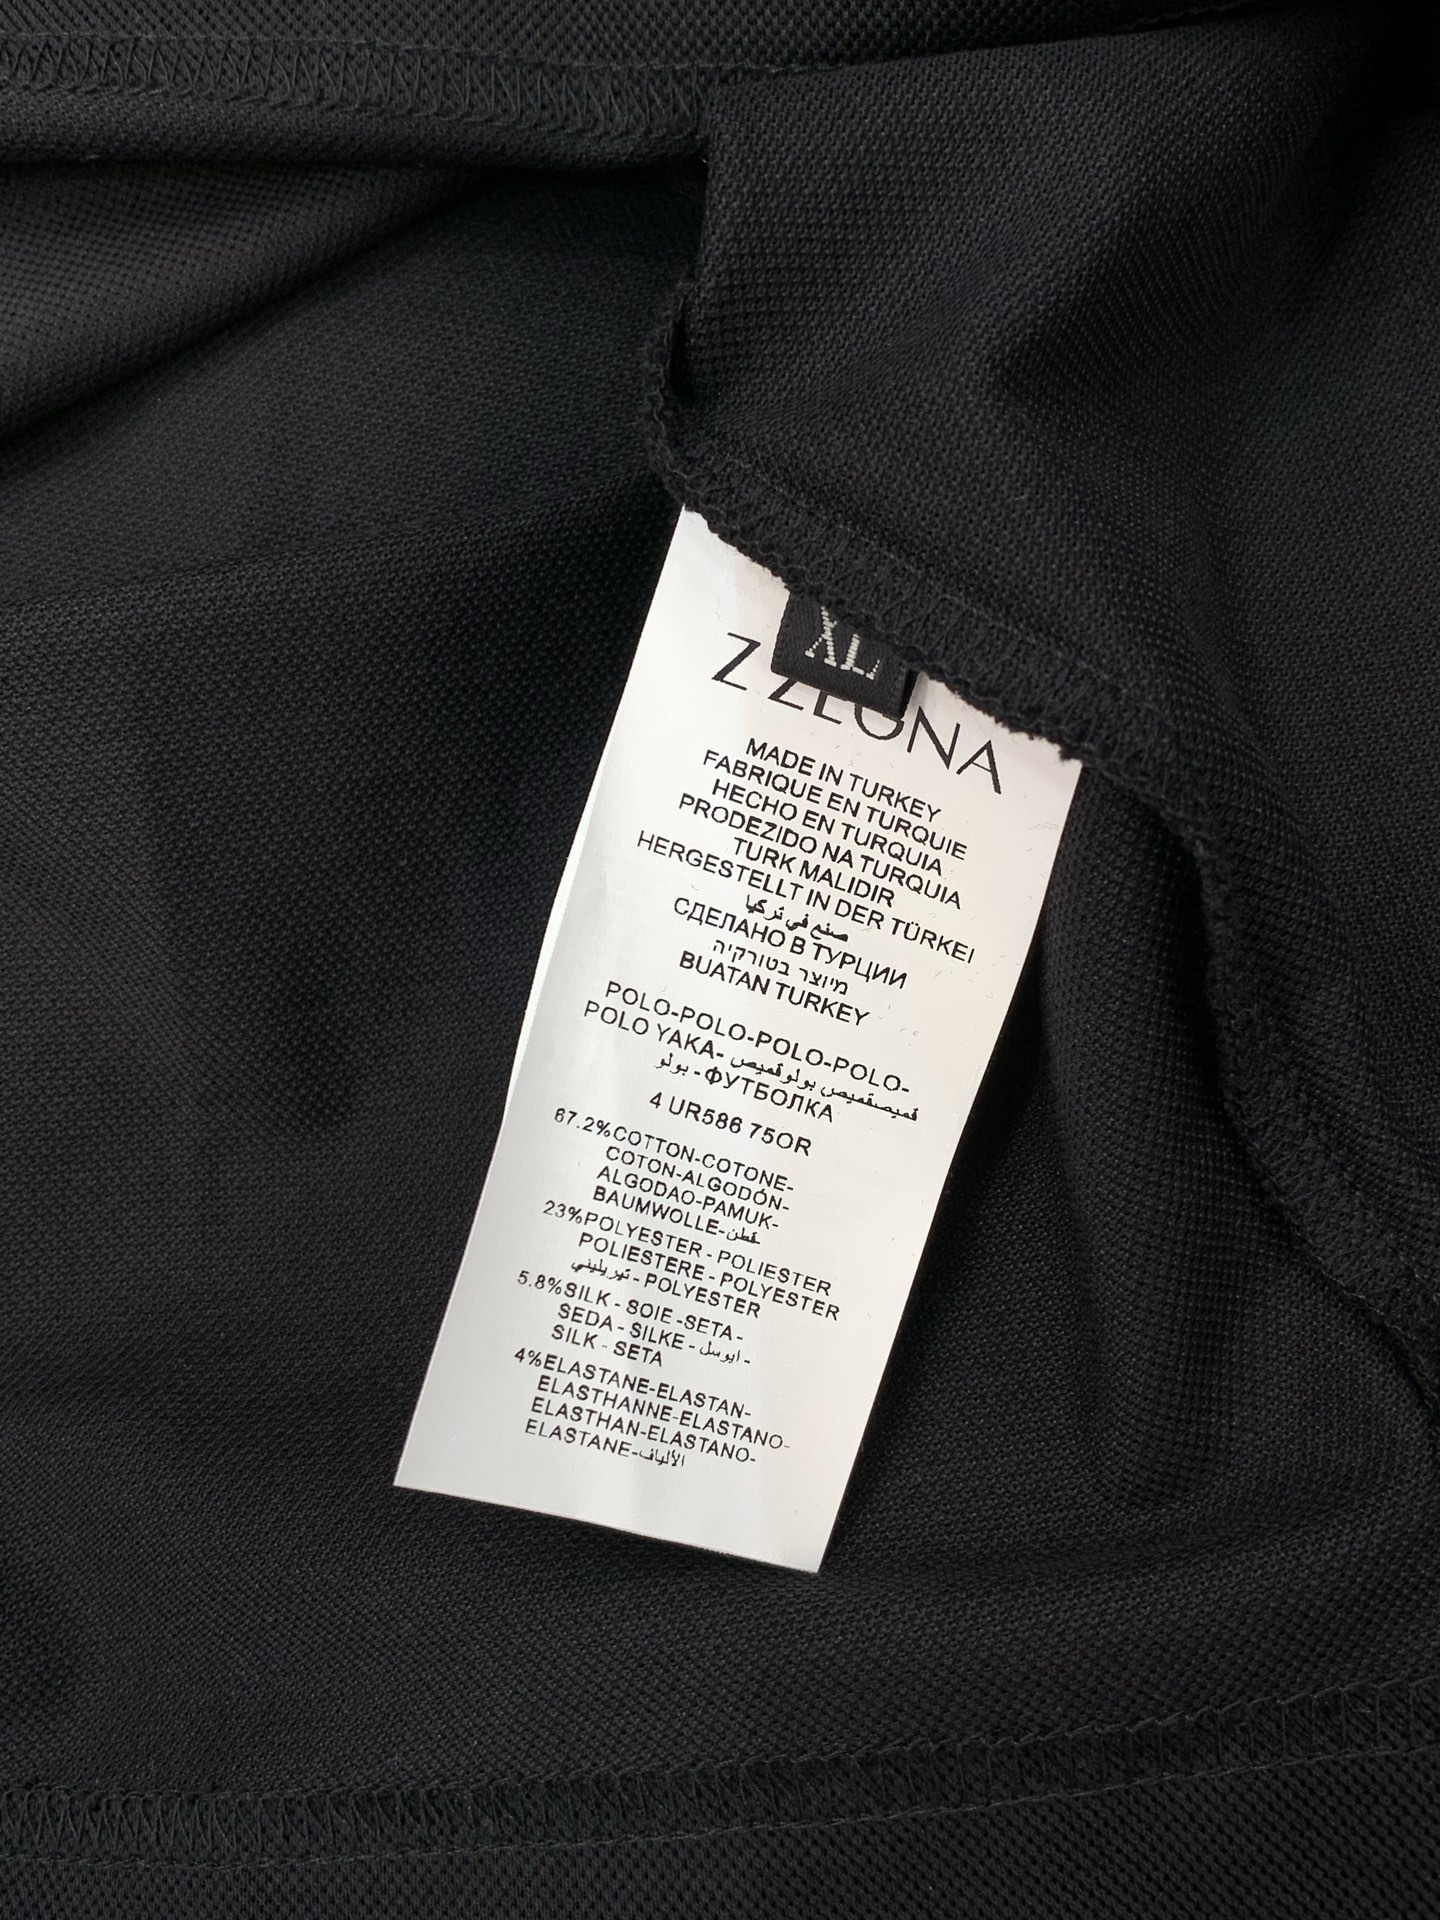 XL
Z ZEGNA
MADE IN TURKEY
FABRIQUE EN TURQUIE
HECHO EN TURQUIA
PRODEZIDO NA TURQUIA
TURK MALIDIR
HERGESTELLT IN DER TÜRKEI
صنع في تركيا
СДЕЛАНО В ТУРЦИИ
מיוצר בטורקיה
BUATAN TURKEY
POLO-POLO-POLO-POLO-
POLO YAKA- قميصقميص بولوقميص
بولو - ФУТБОЛКА
4 UR586 75OR
67.2%COTTON-COTONE-
COTON-ALGODÓN-
ALGODAO-PAMUK-
BAUMWOLLE-قطن
23%POLYESTER - POLIESTER
POLIESTERE - POLYESTER
- POLYESTER
5.8%SILK - SOIE -SETA-
SEDA - SILKE - ايوسل -
SILK - SETA
4%ELASTANE-ELASTAN-
ELASTHANNE-ELASTANO-
ELASTHAN-ELASTANO-
ELASTANE-الألياف